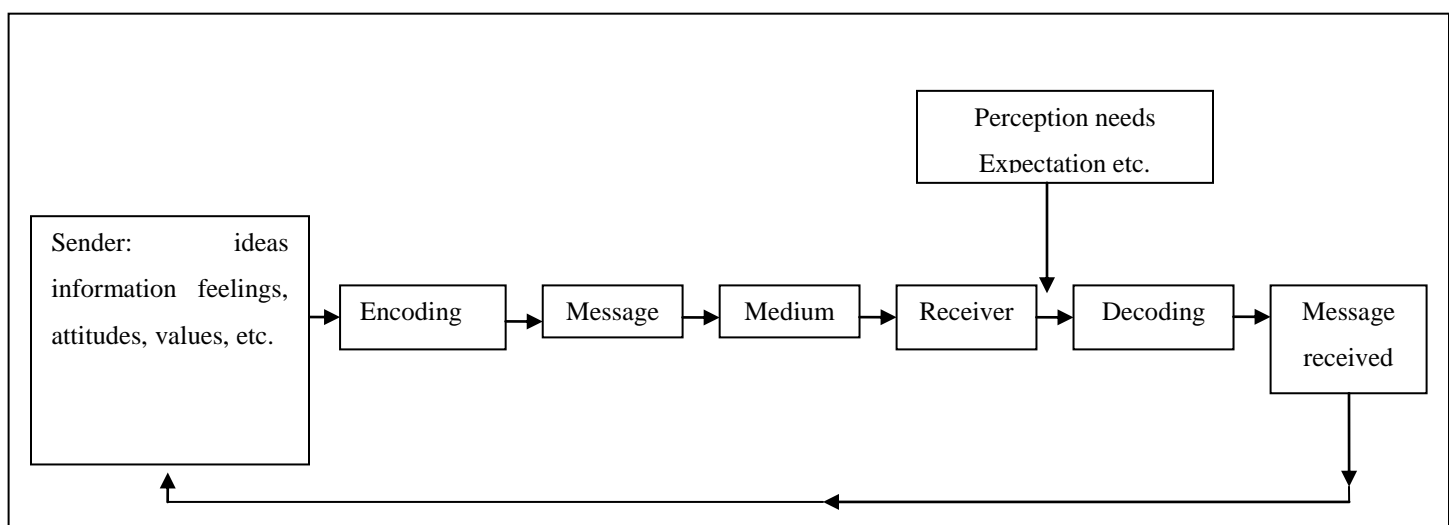 Perception needs
Expectation etc.
Sender: ideas
information feelings,
attitudes, values, etc.
Encoding
Message
Medium
Receiver
Decoding
Message
received